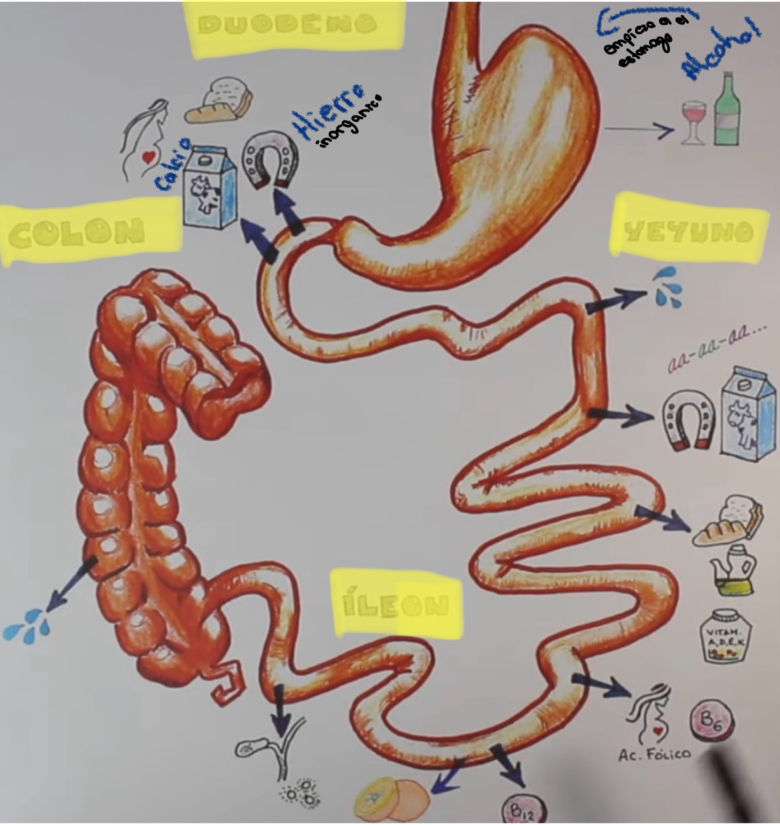 DUODENO
empieza en el
estomago
Alcohol
Hierro
inorganico
Calcio
COLON
YEYUNO
aa-aa-aa...
VITAM.
A,D,E,K
ÍLEON
B6
Ac. Fólico
B12